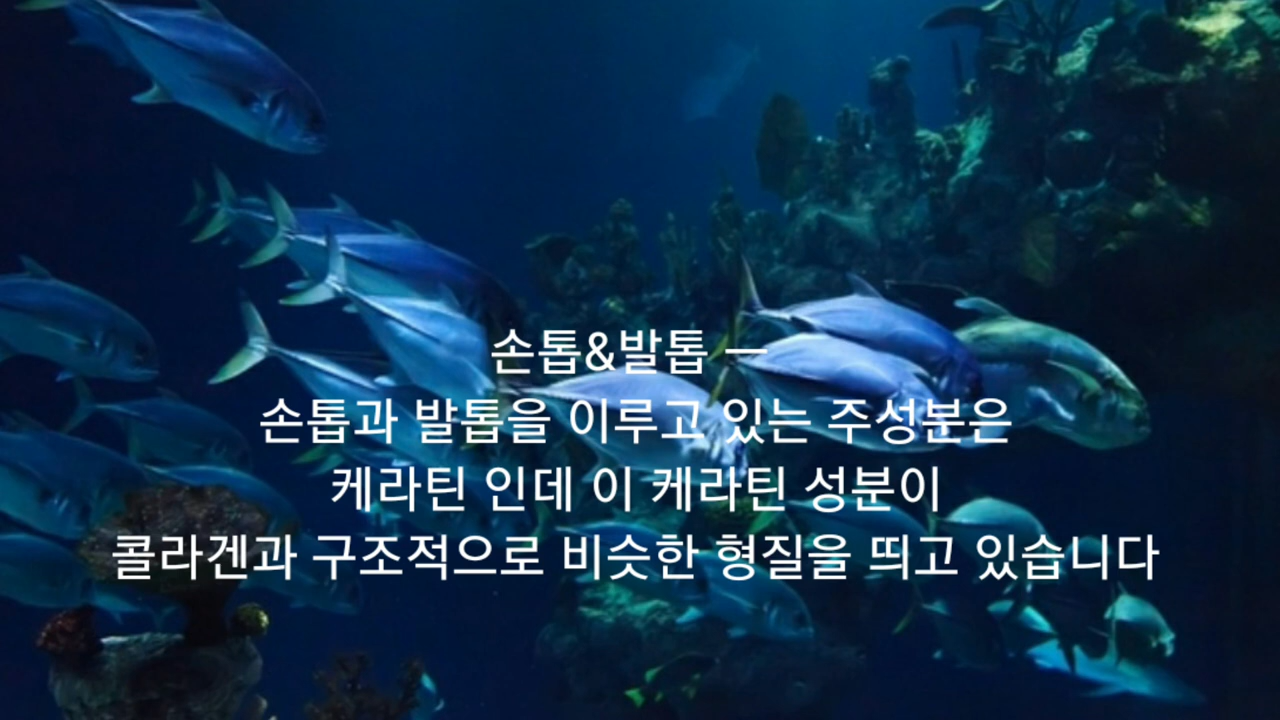 손톱&발톱 —
손톱과 발톱을 이루고 있는 주성분은
케라틴 인데 이 케라틴 성분이
콜라겐과 구조적으로 비슷한 형질을 띄고 있습니다